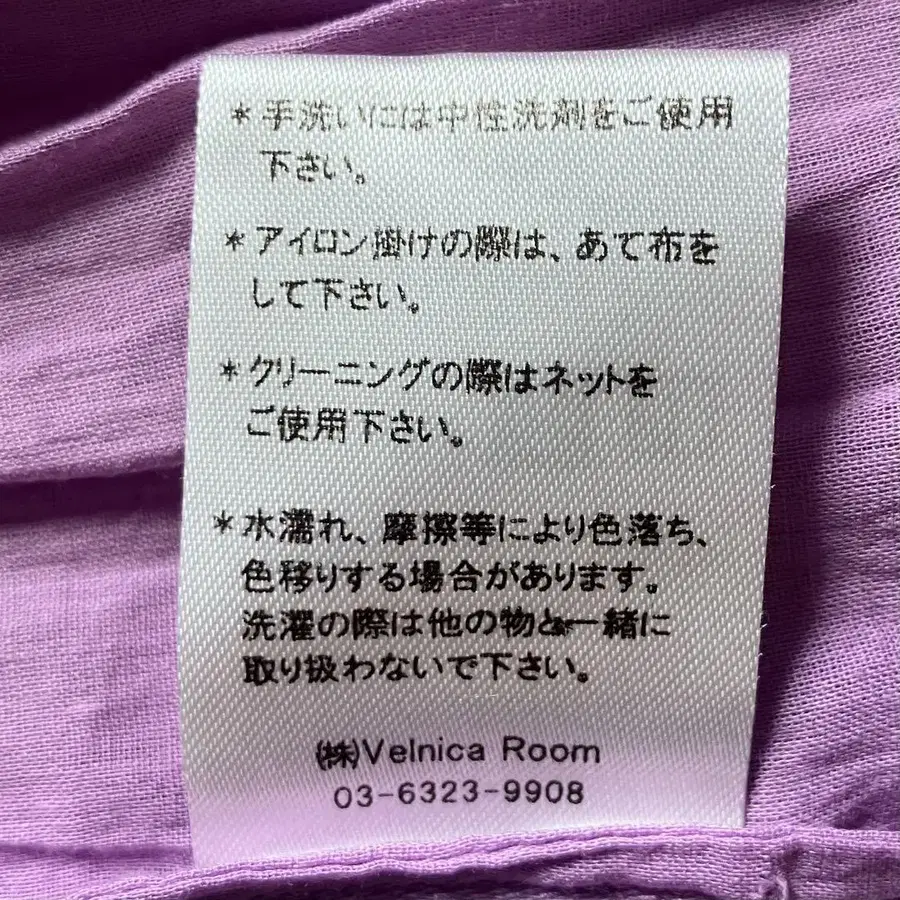 *手洗いには中性洗剤をご使用
下さい。
*アイロン掛けの際は、あて布を
して下さい。
*クリーニングの際はネットを
ご使用下さい。
*水濡れ、摩擦等により色落ち、
色移りする場合があります。
洗濯の際は他の物と一緒に
取り扱わないで下さい。
(株)Velnica Room
03-6323-9908